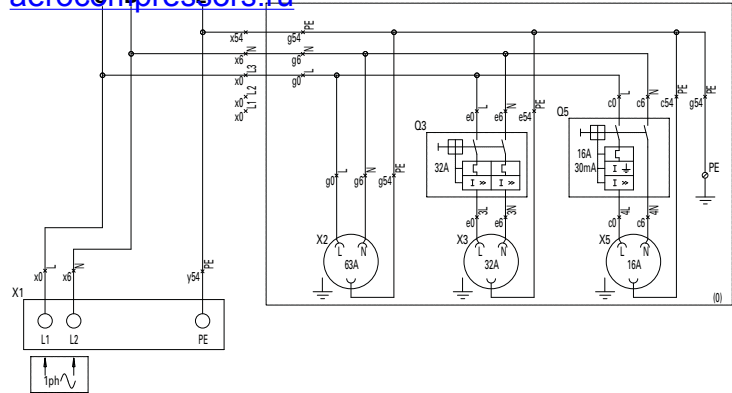 aerocompressors.ru
x54 g54 PE
x6 N g6 N
x0 L3 g0 L
x0 L2
x0 L1
c0 L c6 N c54 PE g54 PE
e0 L e6 N e54 PE
Q3 Q5
16A
32A 30mA
I >> I >> I
I >>
PE
g0 L g6 N g54 PE
e0 3L e6 3N c0 4L c6 4N
X2 X3 X5
L N L N L N
63A 32A 16A
x0 L x6 N y54 PE
X1
(0)
L1 L2 PE
1ph